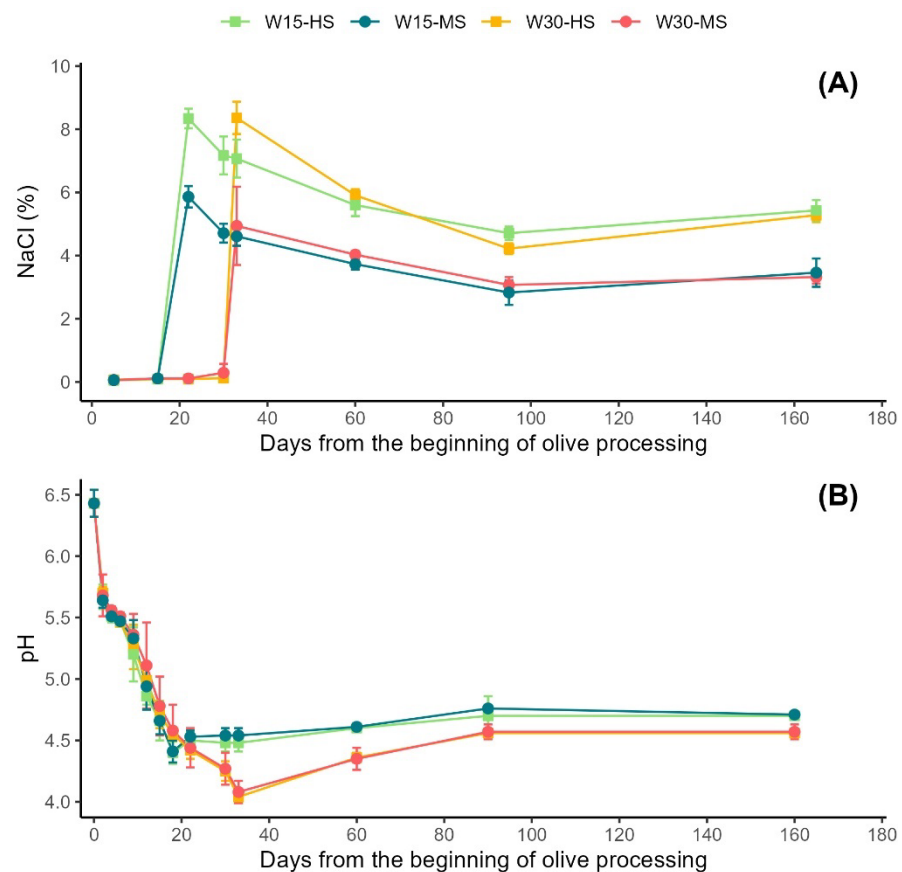 W15-HS W15-MS W30-HS W30-MS
(A)
NaCl (%)
10
8
6
4
2
0
0 20 40 60 80 100 120 140 160 180
Days from the beginning of olive processing
(B)
pH
6.5
6.0
5.5
5.0
4.5
4.0
0 20 40 60 80 100 120 140 160 180
Days from the beginning of olive processing